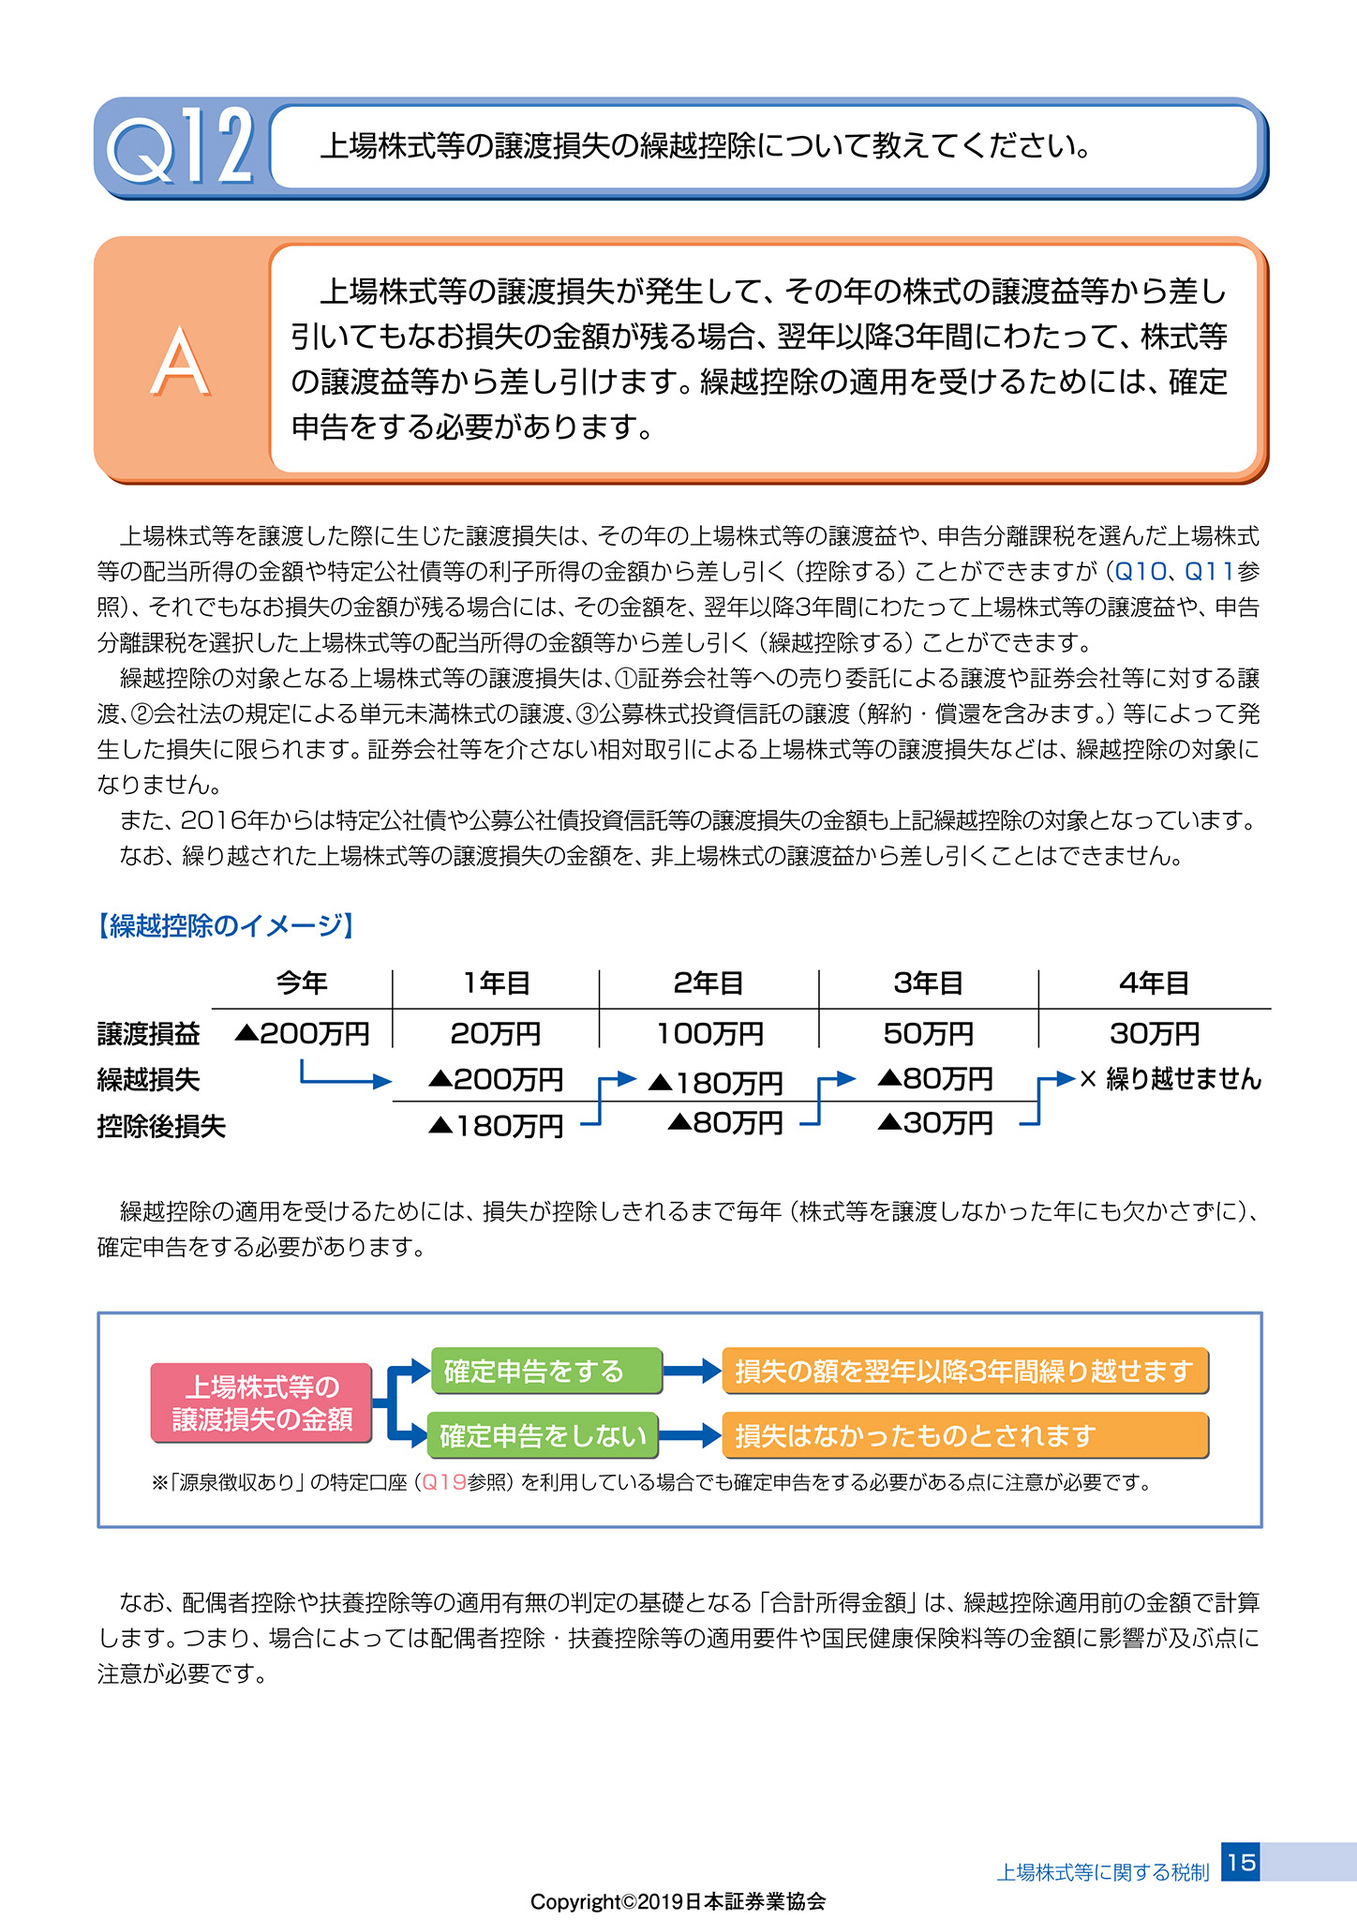 Q12
上場株式等の譲渡損失の繰越控除について教えてください。
A
上場株式等の譲渡損失が発生して、その年の株式の譲渡益等から差し
引いてもなお損失の金額が残る場合、翌年以降3年間にわたって、株式等
の譲渡益等から差し引けます。繰越控除の適用を受けるためには、確定
申告をする必要があります。
上場株式等を譲渡した際に生じた譲渡損失は、その年の上場株式等の譲渡益や、申告分離課税を選んだ上場株式
等の配当所得の金額や特定公社債等の利子所得の金額から差し引く（控除する）ことができますが（Q10、Q11参
照）、それでもなお損失の金額が残る場合には、その金額を、翌年以降3年間にわたって上場株式等の譲渡益や、申告
分離課税を選択した上場株式等の配当所得の金額等から差し引く（繰越控除する）ことができます。
繰越控除の対象となる上場株式等の譲渡損失は、①証券会社等への売り委託による譲渡や証券会社等に対する譲
渡、②会社法の規定による単元未満株式の譲渡、③公募株式投資信託の譲渡（解約・償還を含みます。）等によって発
生した損失に限られます。証券会社等を介さない相対取引による上場株式等の譲渡損失などは、繰越控除の対象に
なりません。
また、2016年からは特定公社債や公募公社債投資信託等の譲渡損失の金額も上記繰越控除の対象となっています。
なお、繰り越された上場株式等の譲渡損失の金額を、非上場株式の譲渡益から差し引くことはできません。
【繰越控除のイメージ】
今年 1年目 2年目 3年目 4年目
譲渡損益 ▲200万円 20万円 100万円 50万円 30万円
繰越損失 ▲200万円 ▲180万円 ▲80万円 × 繰り越せません
控除後損失 ▲180万円 ▲80万円 ▲30万円
繰越控除の適用を受けるためには、損失が控除しきれるまで毎年（株式等を譲渡しなかった年にも欠かさずに）、
確定申告をする必要があります。
上場株式等の
譲渡損失の金額
確定申告をする 損失の額を翌年以降3年間繰り越せます
確定申告をしない 損失はなかったものとされます
※「源泉徴収あり」の特定口座（Q19参照）を利用している場合でも確定申告をする必要がある点に注意が必要です。
なお、配偶者控除や扶養控除等の適用有無の判定の基礎となる「合計所得金額」は、繰越控除適用前の金額で計算
します。つまり、場合によっては配偶者控除・扶養控除等の適用要件や国民健康保険料等の金額に影響が及ぶ点に
注意が必要です。
上場株式等に関する税制 15
Copyright©2019日本証券業協会